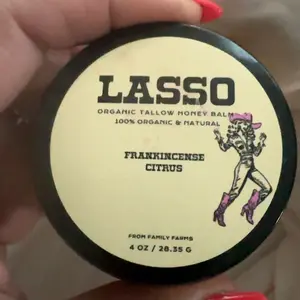 LASSO
ORGANIC TALLOW HONEY BALM
100% ORGANIC & NATURAL
FRANKINCENSE
CITRUS
FROM FAMILY FARMS
4 OZ / 28.35 G